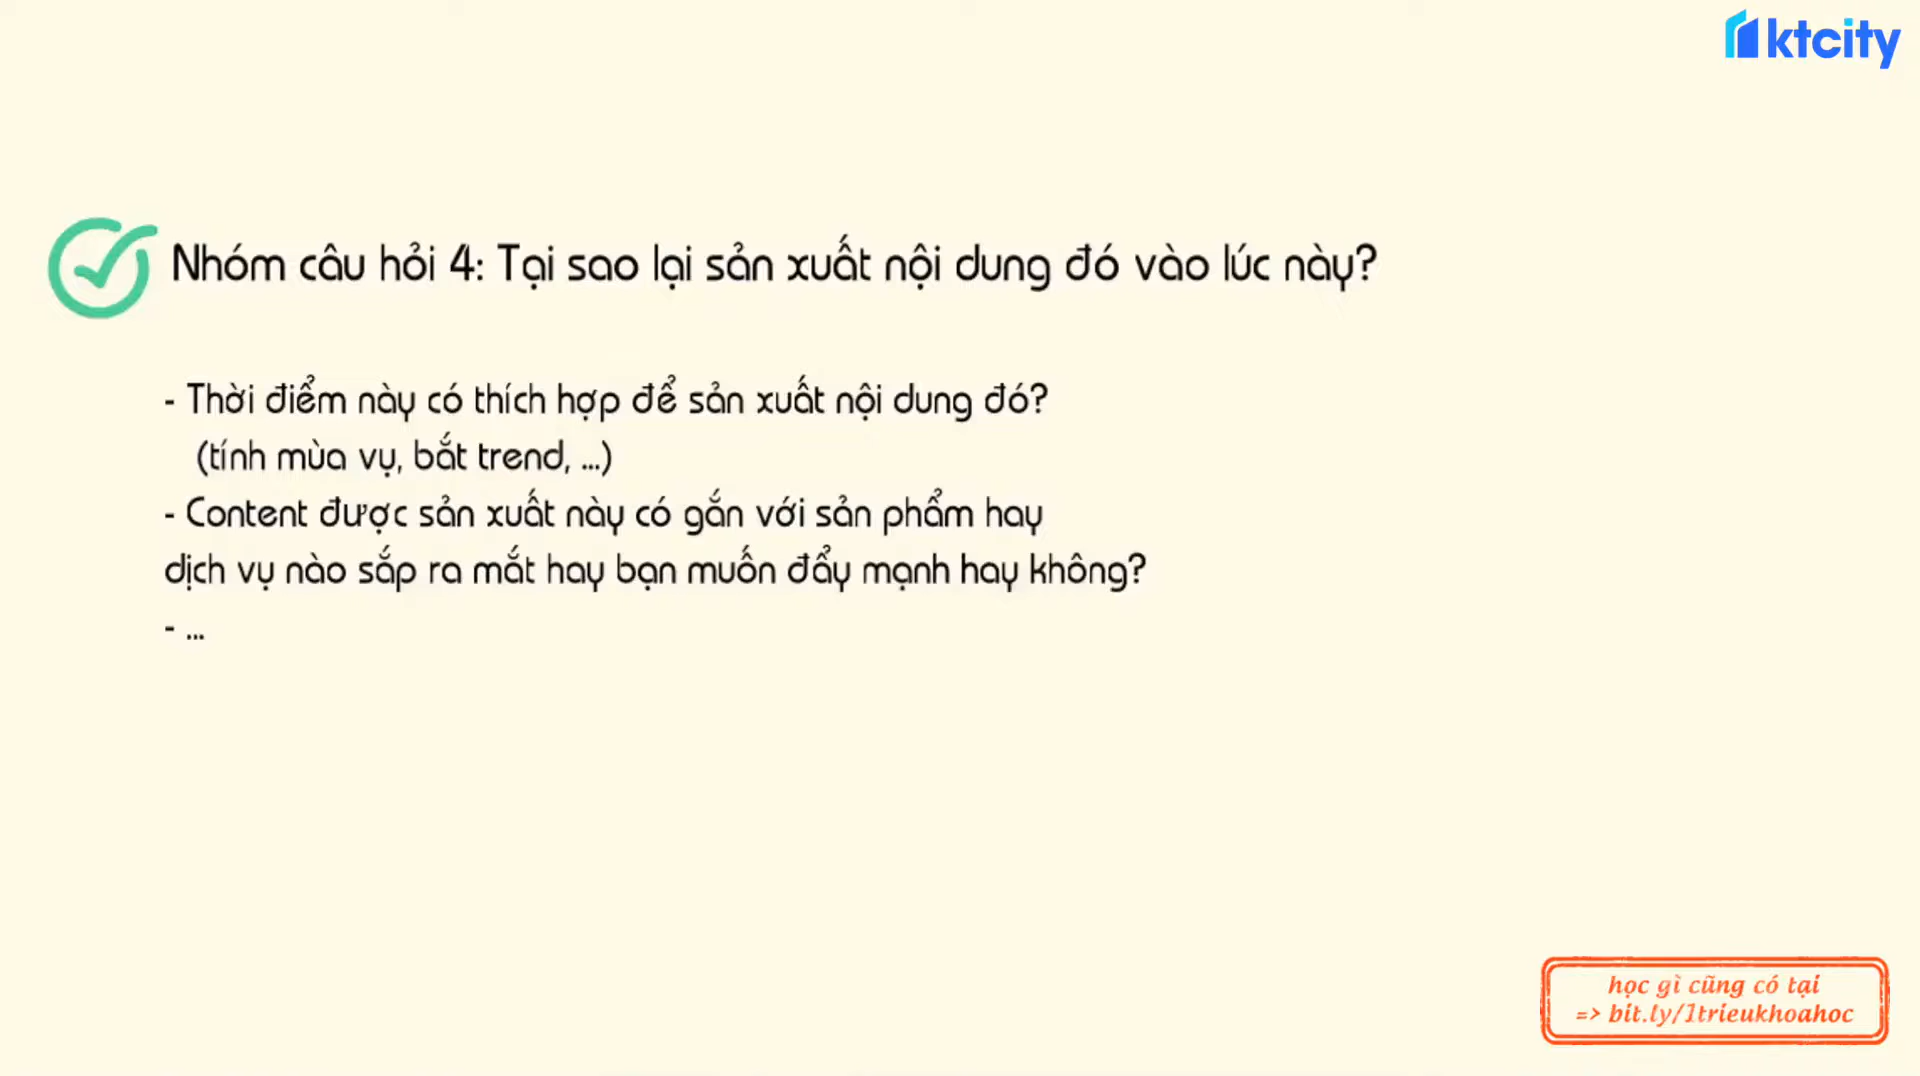 ktcity
Nhóm câu hỏi 4: Tại sao lại sản xuất nội dung đó vào lúc này?
- Thời điểm này có thích hợp để sản xuất nội dung đó?
(tính mùa vụ, bắt trend, ...)
- Content được sản xuất này có gắn với sản phẩm hay
dịch vụ nào sắp ra mắt hay bạn muốn đẩy mạnh hay không?
- ...
học gì cũng có tại
=> bit.ly/1trieukhoahoc